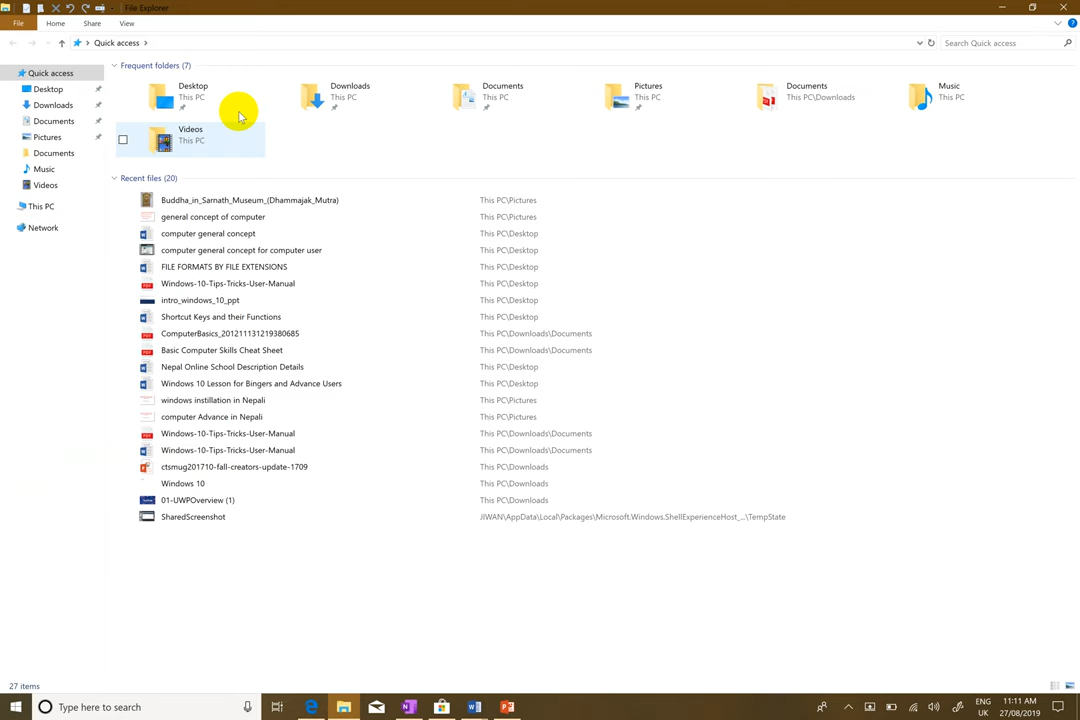 File Explorer
File Home Share View
Quick access
Search Quick access
Quick access
Desktop
Downloads
Documents
Pictures
Documents
Music
Videos
This PC
Network
Frequent folders (7)
Desktop
This PC
Downloads
This PC
Documents
This PC
Pictures
This PC
Documents
This PC\Downloads
Music
This PC
Videos
This PC
Recent files (20)
Buddha_in_Sarnath_Museum_(Dhammajak_Mutra) This PC\Pictures
general concept of computer This PC\Pictures
computer general concept This PC\Desktop
computer general concept for computer user This PC\Desktop
FILE FORMATS BY FILE EXTENSIONS This PC\Desktop
Windows-10-Tips-Tricks-User-Manual This PC\Desktop
intro_windows_10_ppt This PC\Desktop
Shortcut Keys and their Functions This PC\Desktop
ComputerBasics_201211131219380685 This PC\Downloads\Documents
Basic Computer Skills Cheat Sheet This PC\Downloads\Documents
Nepal Online School Description Details This PC\Desktop
Windows 10 Lesson for Bingers and Advance Users This PC\Desktop
windows instillation in Nepali This PC\Pictures
computer Advance in Nepali This PC\Pictures
Windows-10-Tips-Tricks-User-Manual This PC\Downloads\Documents
Windows-10-Tips-Tricks-User-Manual This PC\Downloads\Documents
ctsmug201710-fall-creators-update-1709 This PC\Downloads
Windows 10 This PC\Downloads
01-UWPOverview (1) This PC\Downloads
SharedScreenshot JIWAN\AppData\Local\Packages\Microsoft.Windows.ShellExperienceHost_...\TempState
27 items
Type here to search
ENG
UK
11:11 AM
27/08/2019